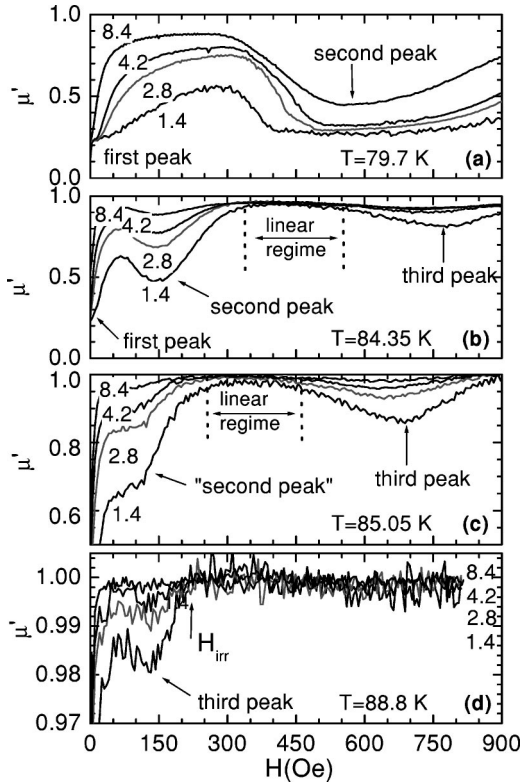 1.0
8.4
4.2
second peak
μ'
0.5
2.8
1.4
first peak
T=79.7 K
(a)
0.0
1.0
8.4
4.2
linear
regime
μ'
0.5
2.8
third peak
1.4
second peak
first peak
T=84.35 K
(b)
0.0
1.0
8.4
linear
regime
4.2
μ'
0.8
2.8
third peak
"second peak"
1.4
0.6
T=85.05 K
(c)
1.00
8.4
4.2
2.8
1.4
μ'
0.99
H_irr
0.98
third peak
T=88.8 K
(d)
0.97
0 150 300 450 600 750 900
H(Oe)